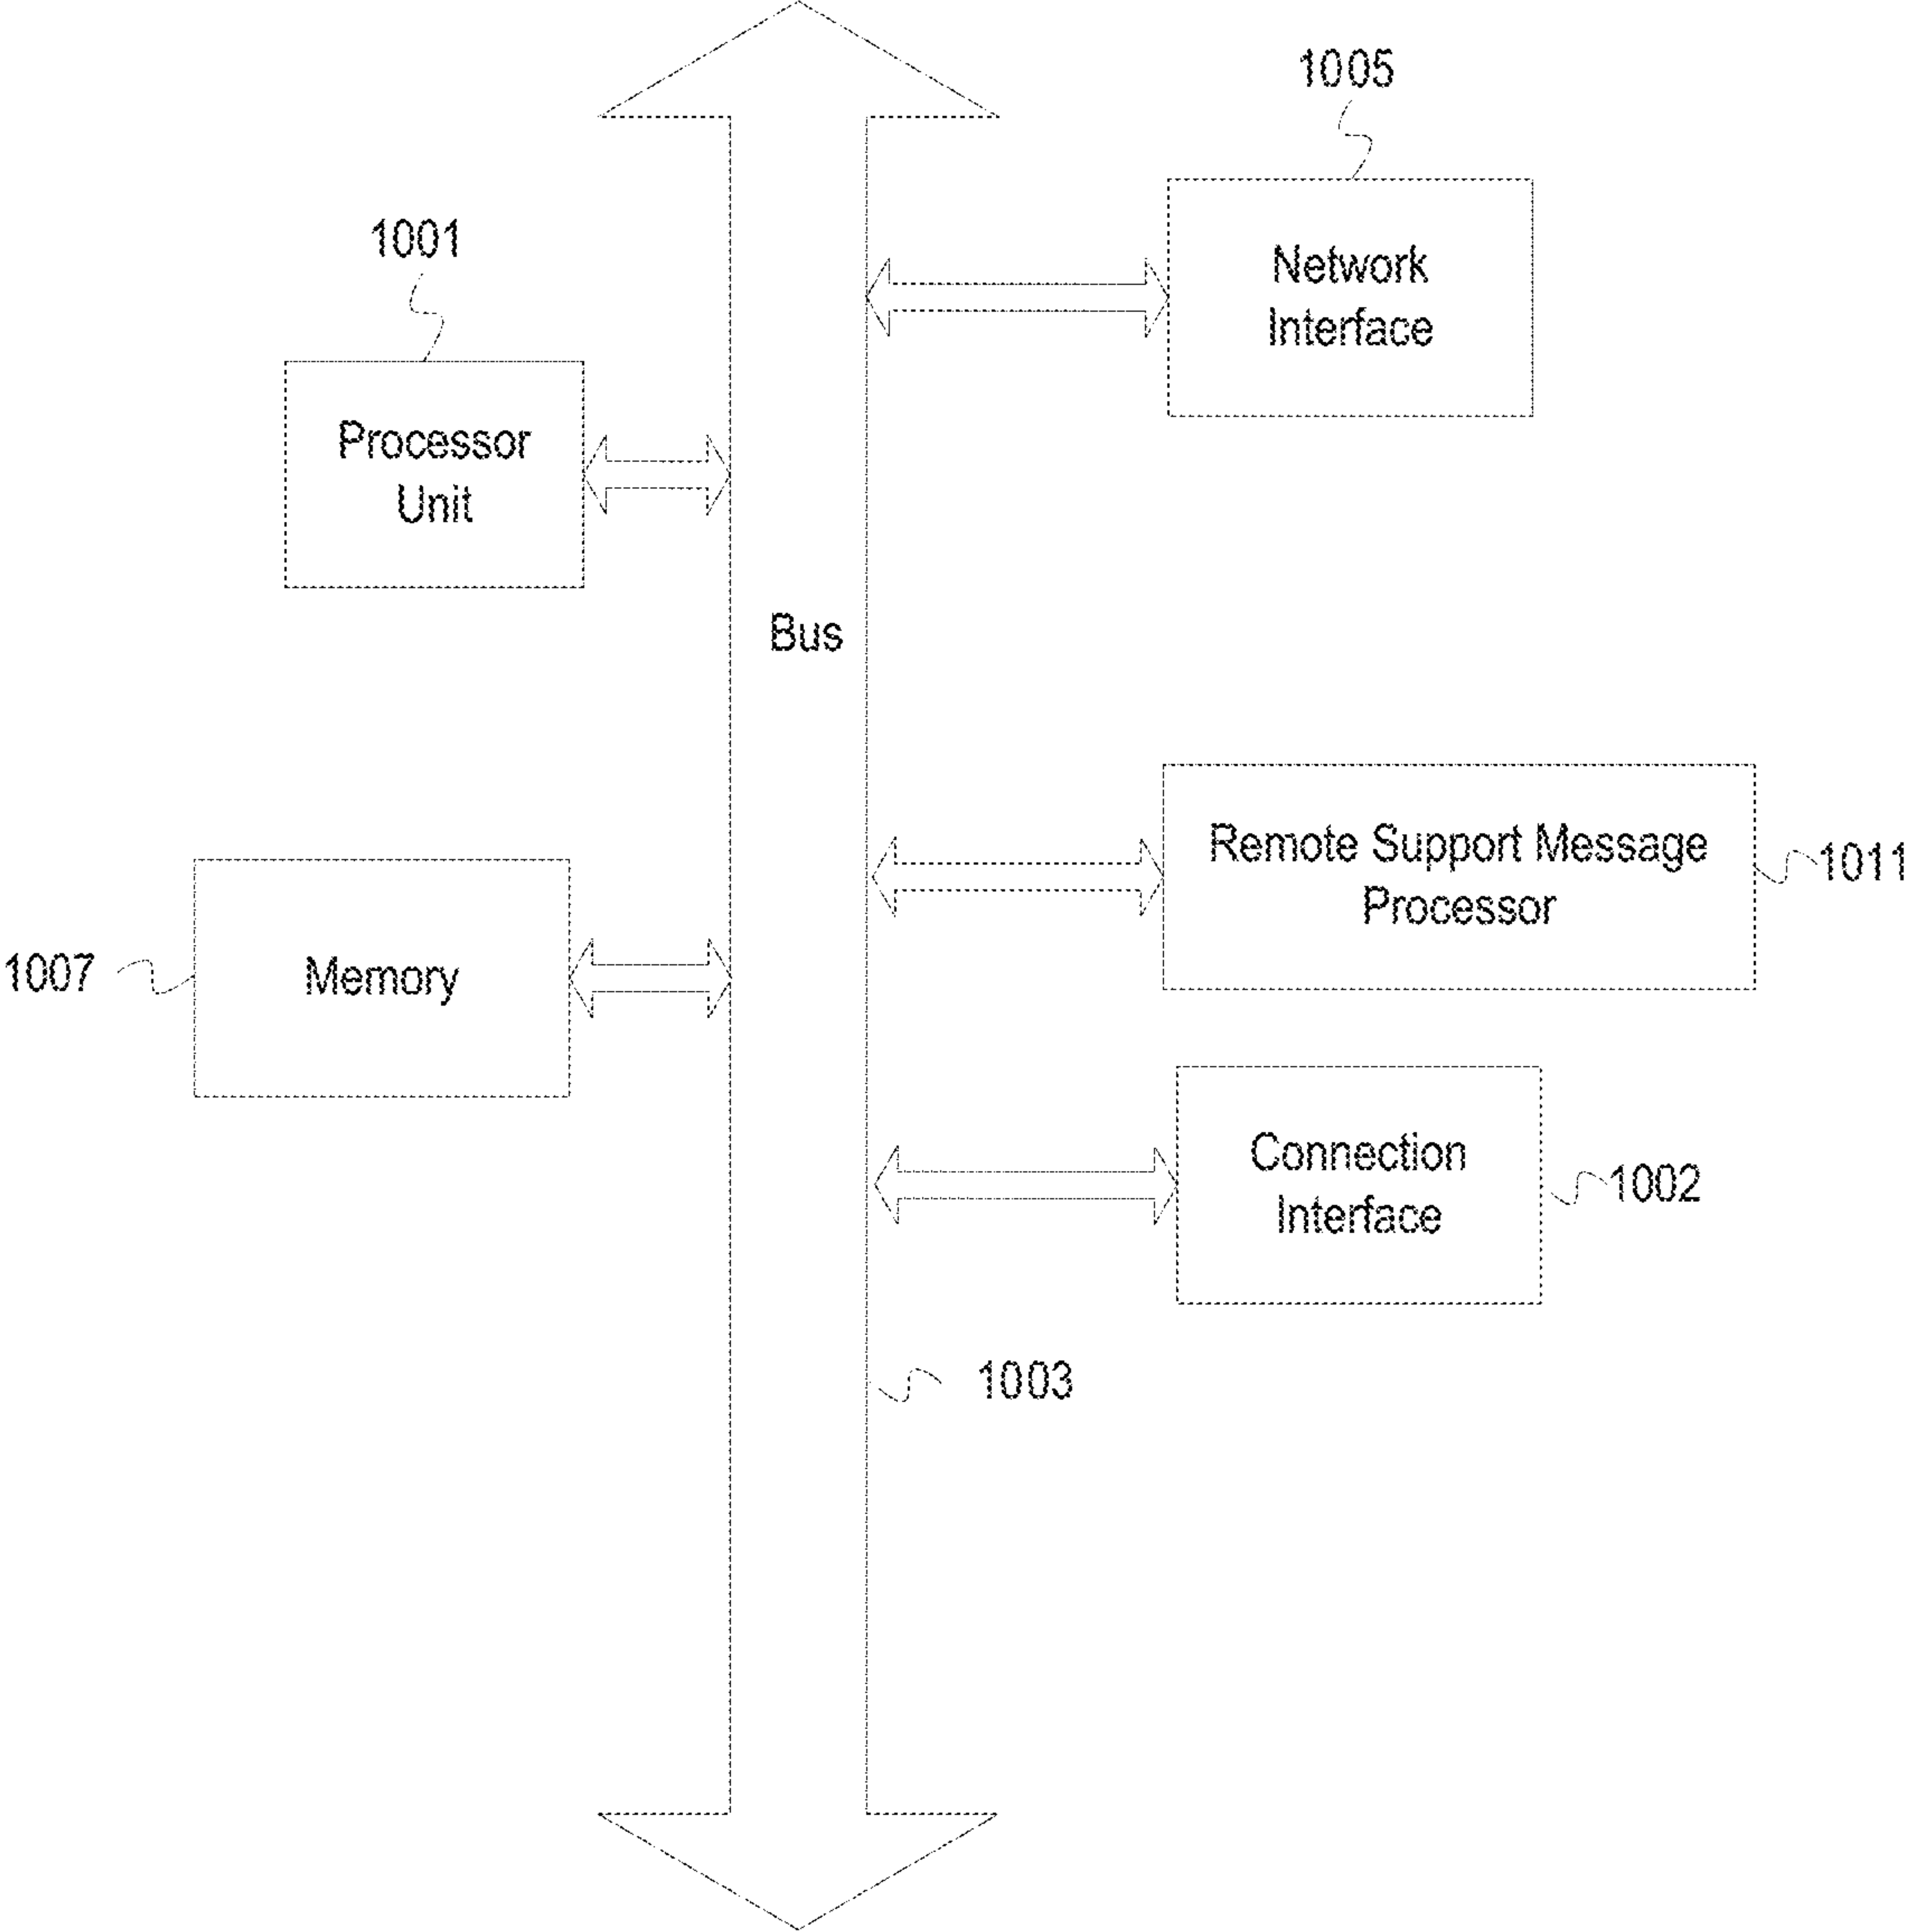 1005
Network
Interface
1001
Processor
Unit
Bus
Remote Support Message
Processor
1011
1007
Memory
Connection
Interface
1002
1003